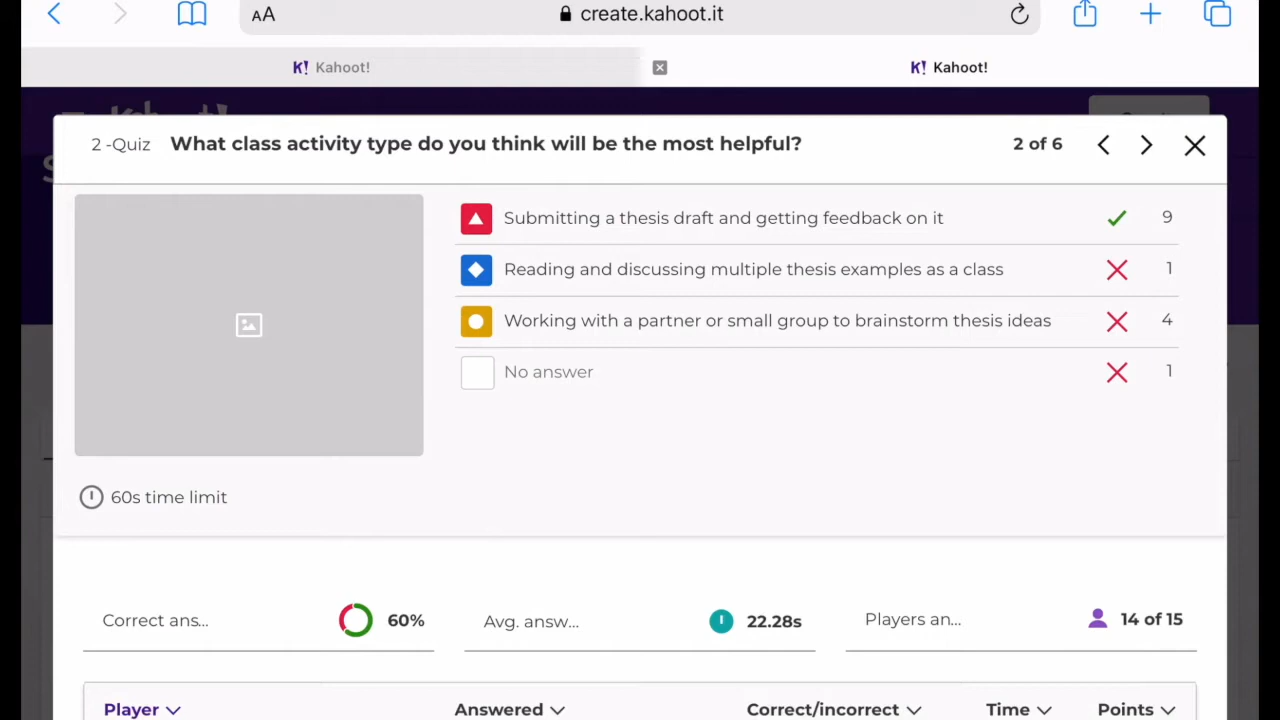 AA
create.kahoot.it
K! Kahoot!
K! Kahoot!
2 -Quiz
What class activity type do you think will be the most helpful?
2 of 6
Submitting a thesis draft and getting feedback on it
9
Reading and discussing multiple thesis examples as a class
1
Working with a partner or small group to brainstorm thesis ideas
4
No answer
1
60s time limit
Correct ans...
60%
Avg. answ...
22.28s
Players an...
14 of 15
Player
Answered
Correct/incorrect
Time
Points